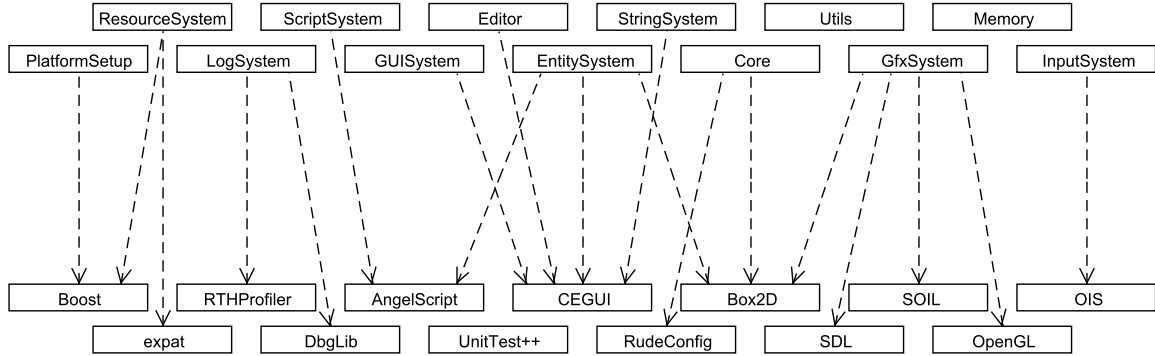 ResourceSystem ScriptSystem Editor StringSystem Utils Memory
PlatformSetup LogSystem GUISystem EntitySystem Core GfxSystem InputSystem
Boost RTHProfiler AngelScript CEGUI Box2D SOIL OIS
expat DbgLib UnitTest++ RudeConfig SDL OpenGL